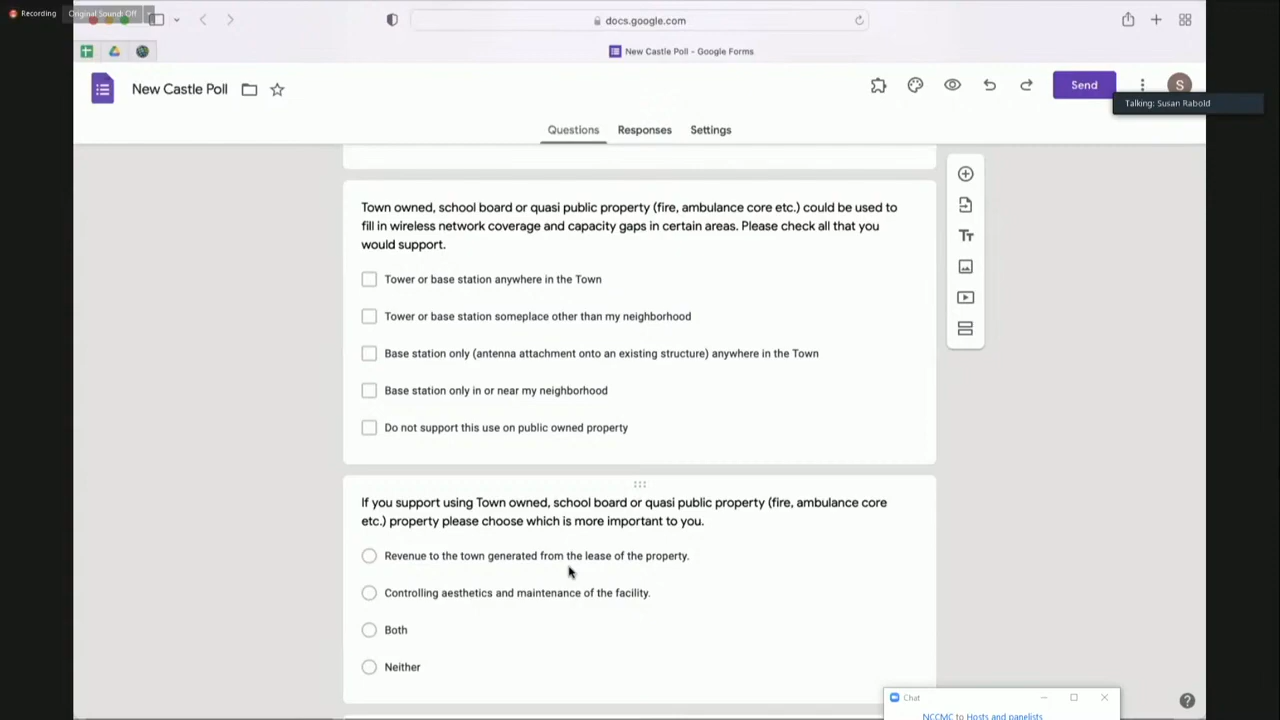 Recording
Original Sound: Off
docs.google.com
New Castle Poll - Google Forms
New Castle Poll
Send
S
Talking: Susan Rabold
Questions
Responses
Settings
Town owned, school board or quasi public property (fire, ambulance core etc.) could be used to
fill in wireless network coverage and capacity gaps in certain areas. Please check all that you
would support.
Tower or base station anywhere in the Town
Tower or base station someplace other than my neighborhood
Base station only (antenna attachment onto an existing structure) anywhere in the Town
Base station only in or near my neighborhood
Do not support this use on public owned property
If you support using Town owned, school board or quasi public property (fire, ambulance core
etc.) property please choose which is more important to you.
Revenue to the town generated from the lease of the property.
Controlling aesthetics and maintenance of the facility.
Both
Neither
Chat
NCCMC to Hosts and panelists